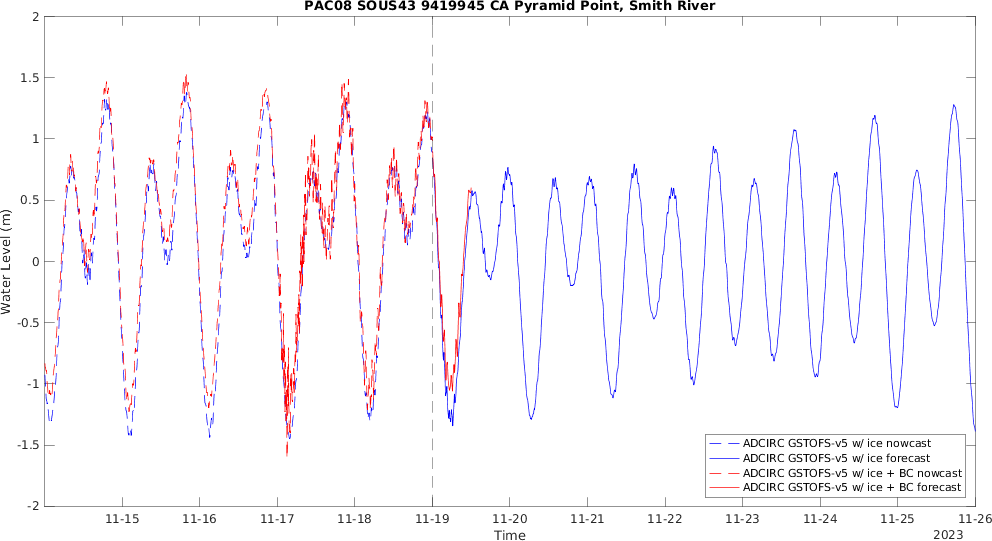 PAC08 SOUS43 9419945 CA Pyramid Point, Smith River
2
1.5
1
0.5
0
-0.5
-1
-1.5
-2
Water Level (m)
ADCIRC GSTOFS-v5 w/ ice nowcast
ADCIRC GSTOFS-v5 w/ ice forecast
ADCIRC GSTOFS-v5 w/ ice + BC nowcast
ADCIRC GSTOFS-v5 w/ ice + BC forecast
11-15 11-16 11-17 11-18 11-19 11-20 11-21 11-22 11-23 11-24 11-25 11-26
Time
2023